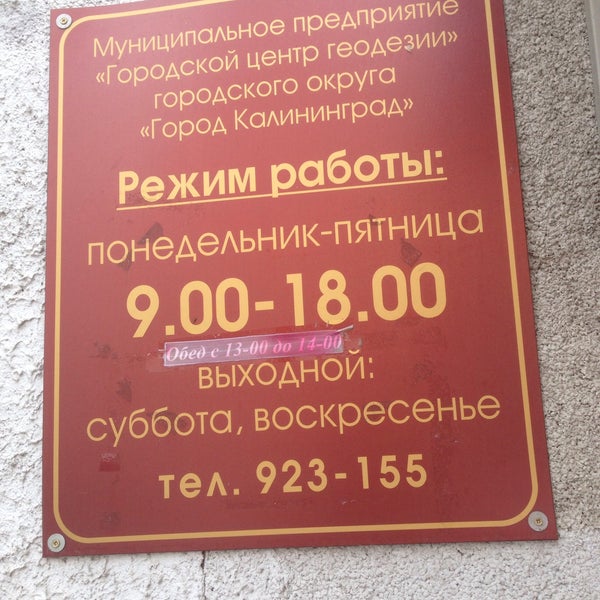 Муниципальное предприятие
«Городской центр геодезии»
городского округа
«Город Калининград»
Режим работы:
понедельник-пятница
9.00-18.00
Обед с 13-00 до 14-00
выходной:
суббота, воскресенье
тел. 923-155